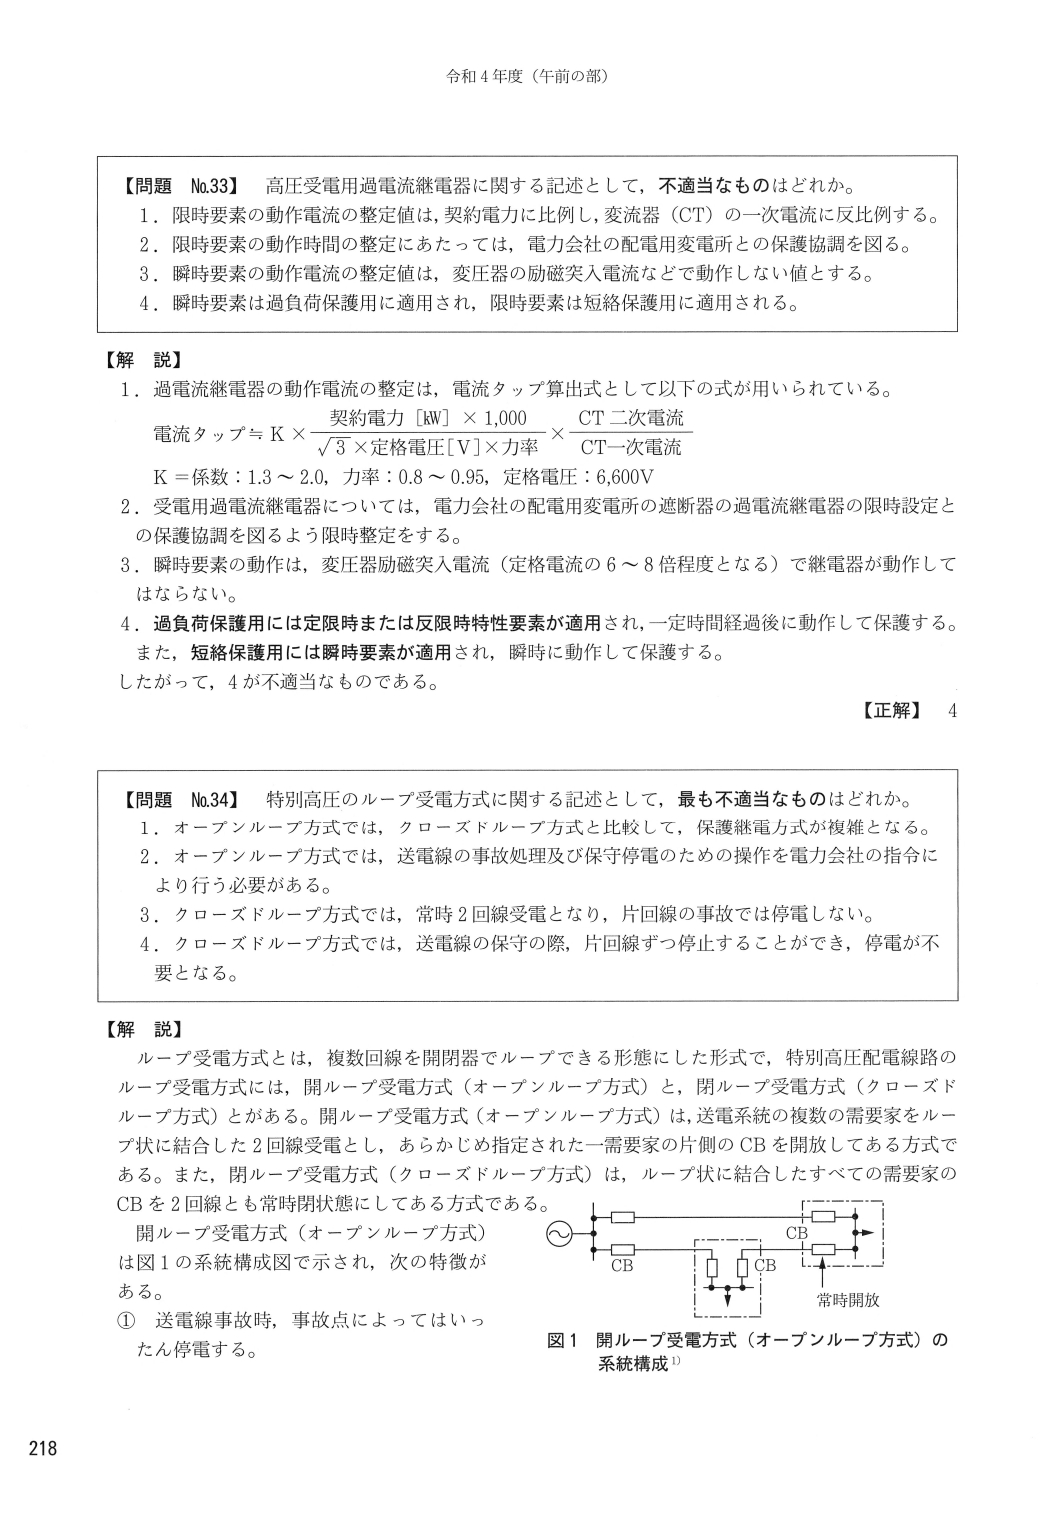 令和4年度（午前の部）
【問題　No.33】　高圧受電用過電流継電器に関する記述として，不適当なものはどれか。
1．限時要素の動作電流の整定値は，契約電力に比例し，変流器（CT）の一次電流に反比例する。
2．限時要素の動作時間の整定にあたっては，電力会社の配電用変電所との保護協調を図る。
3．瞬時要素の動作電流の整定値は，変圧器の励磁突入電流などで動作しない値とする。
4．瞬時要素は過負荷保護用に適用され，限時要素は短絡保護用に適用される。
【解　説】
1．過電流継電器の動作電流の整定は，電流タップ算出式として以下の式が用いられている。
電流タップ≒K×契約電力［kW］×1,000/√3×定格電圧[V]×力率×CT二次電流/CT一次電流
K＝係数：1.3～2.0，力率：0.8～0.95，定格電圧：6,600V
2．受電用過電流継電器については，電力会社の配電用変電所の遮断器の過電流継電器の限時設定と
の保護協調を図るよう限時整定をする。
3．瞬時要素の動作は，変圧器励磁突入電流（定格電流の6～8倍程度となる）で継電器が動作して
はならない。
4．過負荷保護用には定限時または反限時特性要素が適用され，一定時間経過後に動作して保護する。
また，短絡保護用には瞬時要素が適用され，瞬時に動作して保護する。
したがって，4が不適当なものである。
【正解】　4
【問題　No.34】　特別高圧のループ受電方式に関する記述として，最も不適当なものはどれか。
1．オープンループ方式では，クローズドループ方式と比較して，保護継電方式が複雑となる。
2．オープンループ方式では，送電線の事故処理及び保守停電のための操作を電力会社の指令に
より行う必要がある。
3．クローズドループ方式では，常時2回線受電となり，片回線の事故では停電しない。
4．クローズドループ方式では，送電線の保守の際，片回線ずつ停止することができ，停電が不
要となる。
【解　説】
ループ受電方式とは，複数回線を開閉器でループできる形態にした形式で，特別高圧配電線路の
ループ受電方式には，開ループ受電方式（オープンループ方式）と，閉ループ受電方式（クローズド
ループ方式）とがある。開ループ受電方式（オープンループ方式）は，送電系統の複数の需要家をルー
プ状に結合した2回線受電とし，あらかじめ指定された一需要家の片側のCBを開放してある方式で
ある。また，閉ループ受電方式（クローズドループ方式）は，ループ状に結合したすべての需要家の
CBを2回線とも常時閉状態にしてある方式である。
開ループ受電方式（オープンループ方式）
は図1の系統構成図で示され，次の特徴が
ある。
①　送電線事故時，事故点によってはいっ
たん停電する。
CB
CB
CB
常時開放
図1　開ループ受電方式（オープンループ方式）の
系統構成1)
218